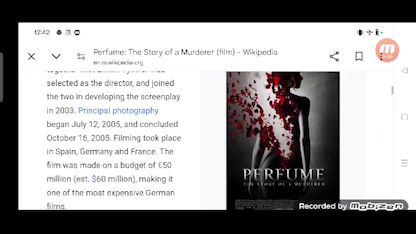 12:42
Perfume: The Story of a Murderer (film) - Wikipedia
en.m.wikipedia.org
selected as the director, and joined
the two in developing the screenplay
in 2003. Principal photography
began July 12, 2005, and concluded
October 16, 2005. Filming took place
in Spain, Germany and France. The
film was made on a budget of €50
million (est. $60 million), making it
one of the most expensive German
films.
PERFUME
THE STORY OF A MURDERER
Recorded by Mobizen